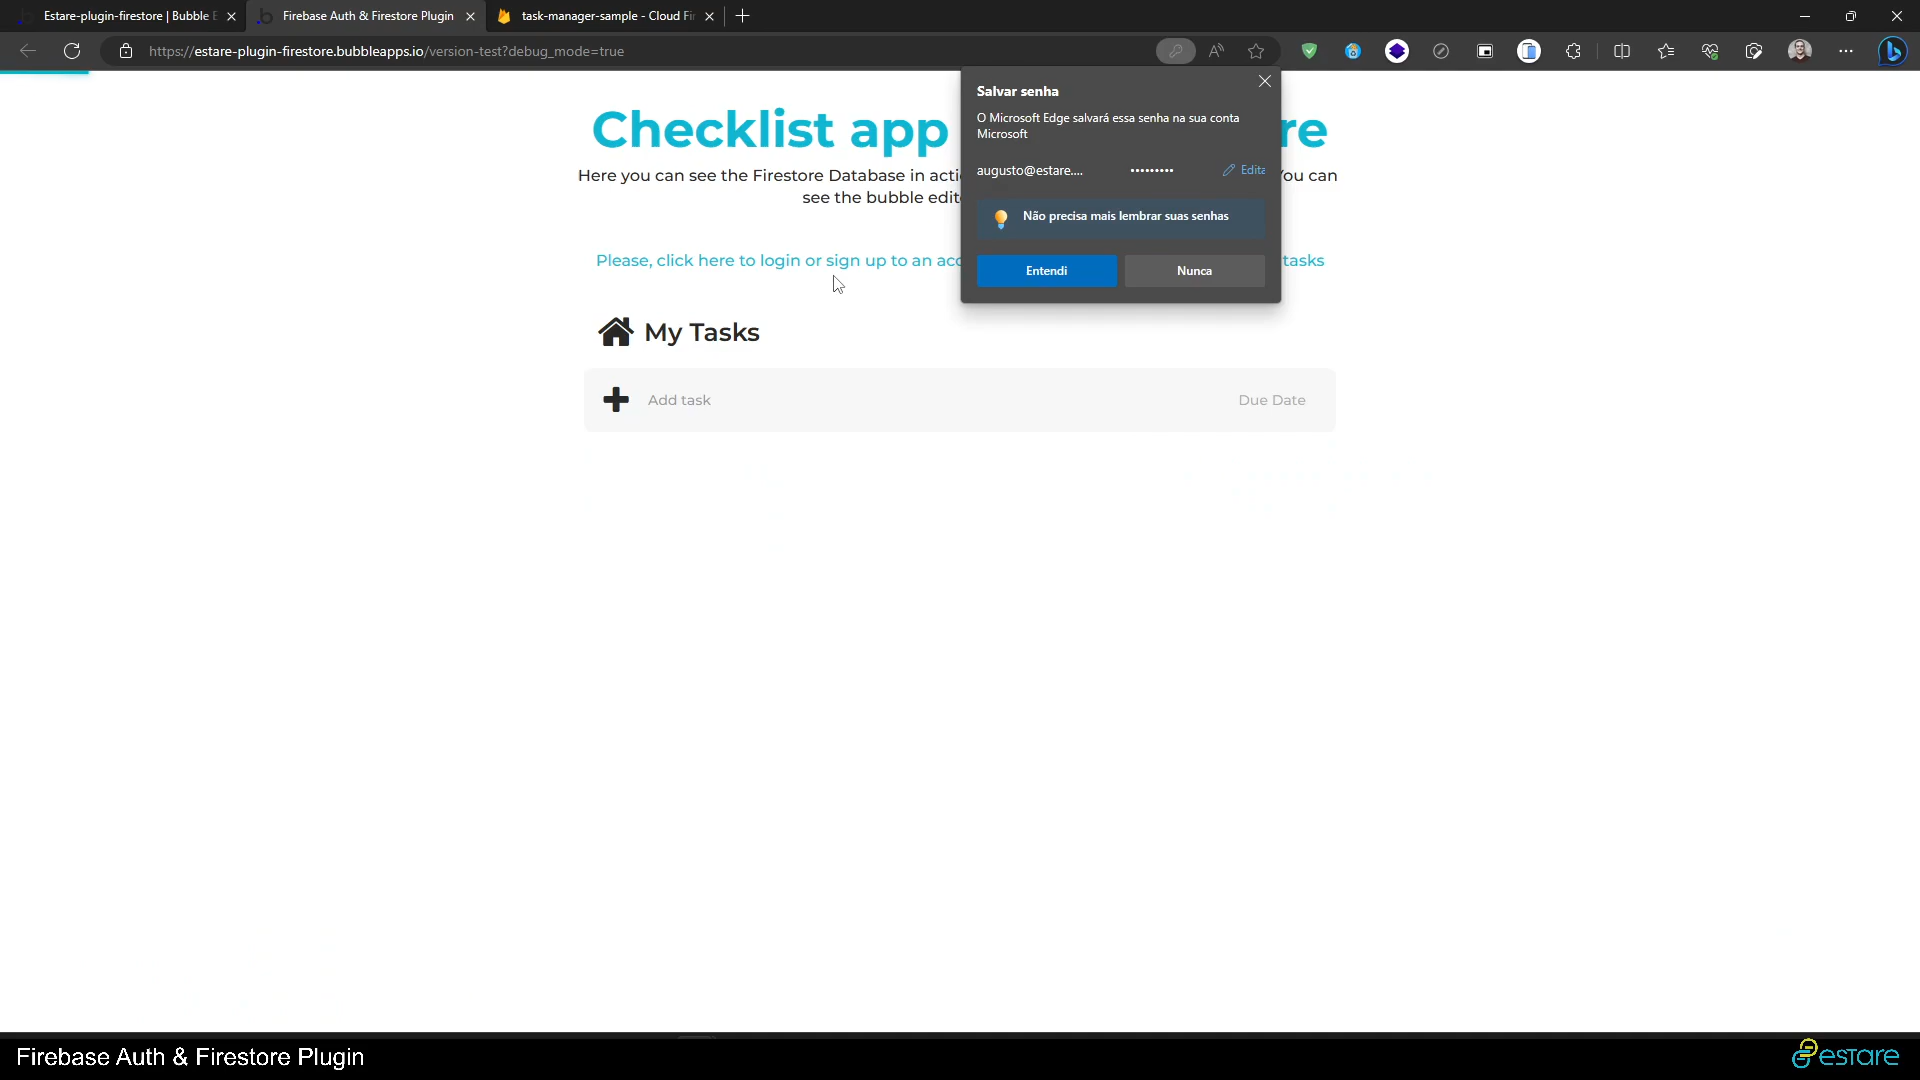 Estare-plugin-firestore | Bubble E
Firebase Auth & Firestore Plugin
task-manager-sample - Cloud Fir
https://estare-plugin-firestore.bubbleapps.io/version-test?debug_mode=true
Salvar senha
O Microsoft Edge salvará essa senha na sua conta
Microsoft
augusto@estare.... ••••••••• Edita
Não precisa mais lembrar suas senhas
Entendi Nunca
Checklist app re
Here you can see the Firestore Database in acti You can
see the bubble edit
Please, click here to login or sign up to an acc tasks
My Tasks
Add task Due Date
Firebase Auth & Firestore Plugin
estare